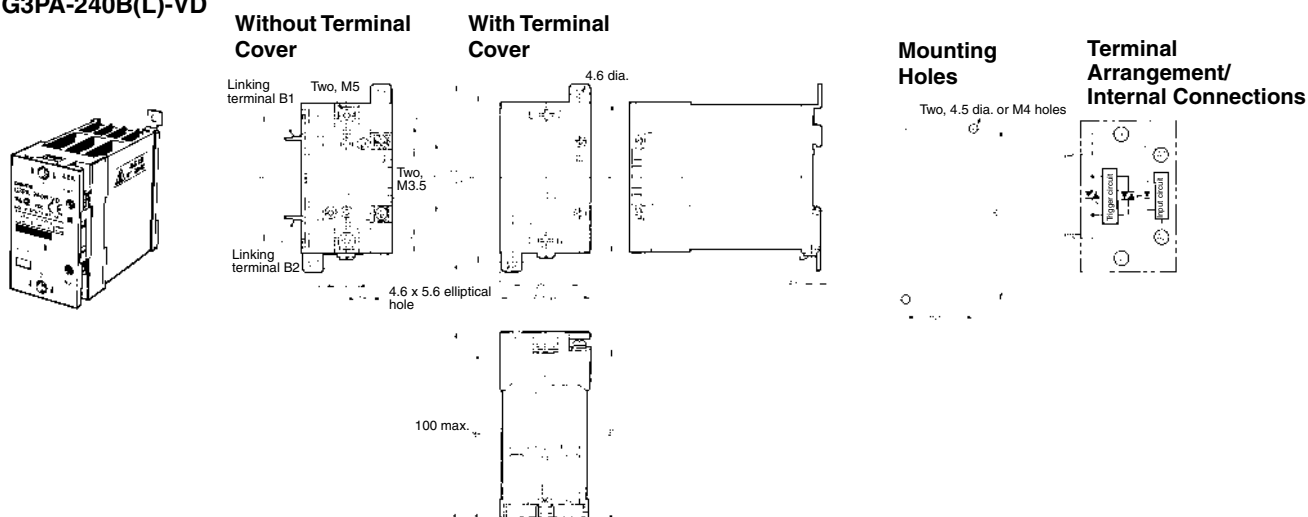 G3PA-240B(L)-VD
Without Terminal
Cover
With Terminal
Cover
Mounting
Holes
Terminal
Arrangement/
Internal Connections
Linking
terminal B1
Two, M5
4.6 dia.
Two, 4.5 dia. or M4 holes
Two,
M3.5
Trigger circuit
Input circuit
Linking
terminal B2
4.6 x 5.6 elliptical
hole
100 max.